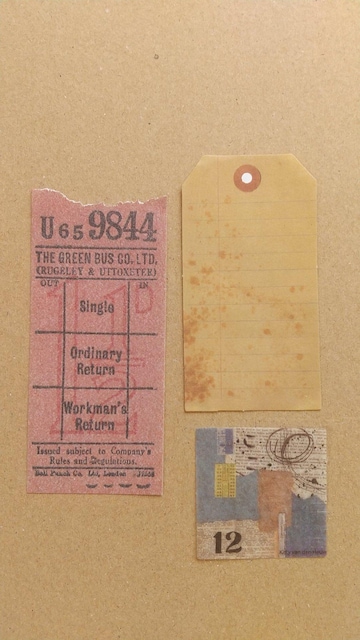 U65 9844
THE GREEN BUS CO. LTD.
(RUGELEY & UTTOXETER)
OUT IN
Single
Ordinary
Return
Workman's
Return
Issued subject to Company's
Rules and Regulations.
Bell Punch Co. Ltd., London
12